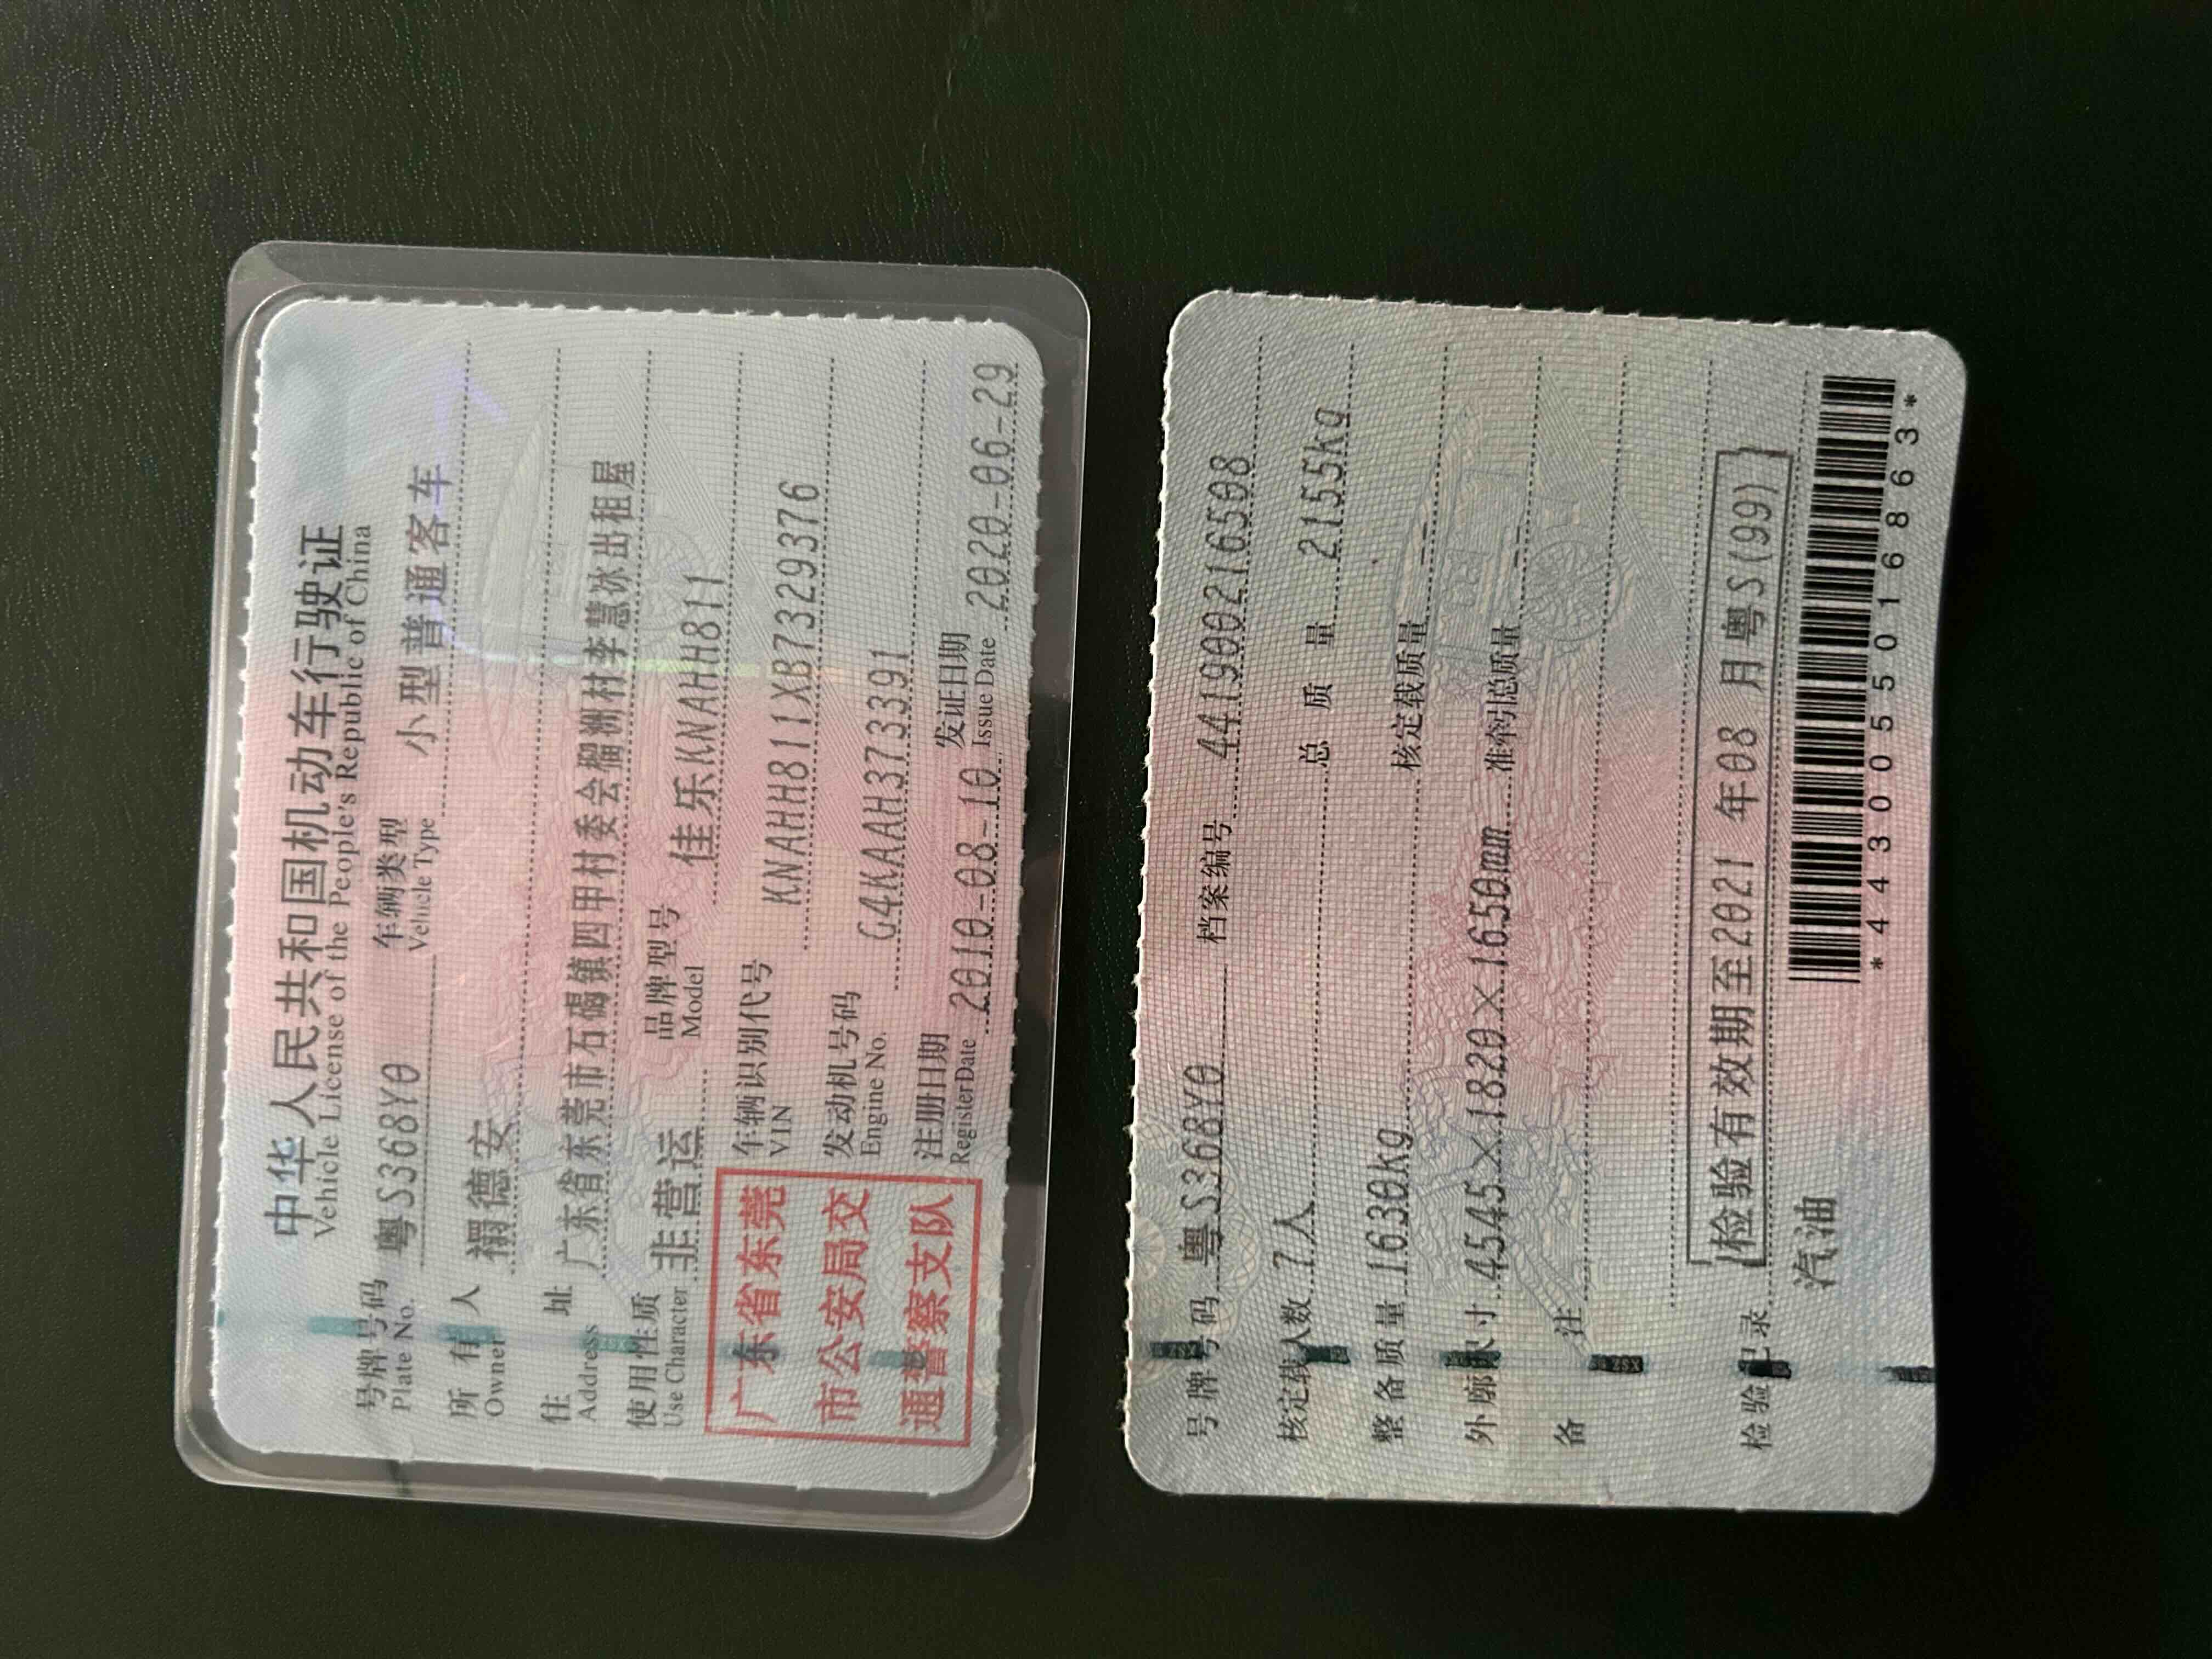 中华人民共和国机动车行驶证
Vehicle License of the People's Republic of China
号牌号码 粤S368Y0 车辆类型 小型普通客车
Plate No. Vehicle Type
所有人 禤德安
Owner
住址 广东省东莞市石碣镇四甲村委会榴洲村李慧冰出租屋
Address
使用性质 非营运 品牌型号 佳乐KNAHH811
Use Character Model
广东省东莞
市公安局交
通警察支队
车辆识别代号 KNAHH811XB7329376
VIN
发动机号码 G4KAAH373391
Engine No.
注册日期 2010-08-10 发证日期 2020-06-29
Register Date Issue Date
号牌号码 粤S368Y0 档案编号 441900216508
核定载人数 7人 总质量 2155kg
整备质量 1630kg 核定载质量 --
外廓尺寸 4545×1820×1650mm 准牵引总质量 --
备注
检验记录 检验有效期至2021年08月粤S(99)
汽油
*4430055016863*